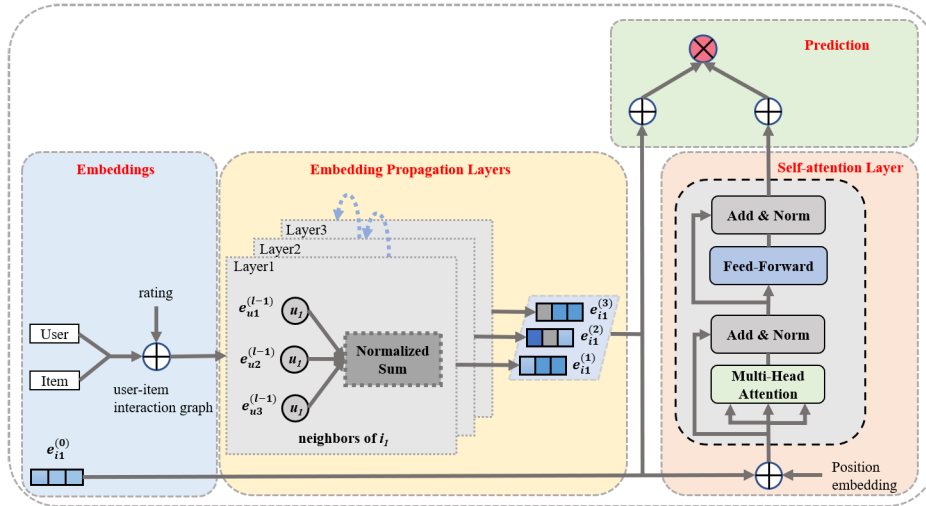 Prediction
Embeddings
Embedding Propagation Layers
Self-attention Layer
Layer3
Layer2
Layer1
rating
User
Item
user-item
interaction graph
e_{u1}^{(l-1)}
u_1
e_{u2}^{(l-1)}
u_1
e_{u3}^{(l-1)}
u_1
Normalized
Sum
neighbors of i_1
e_{i1}^{(3)}
e_{i1}^{(2)}
e_{i1}^{(1)}
e_{i1}^{(0)}
Add & Norm
Feed-Forward
Add & Norm
Multi-Head
Attention
Position
embedding